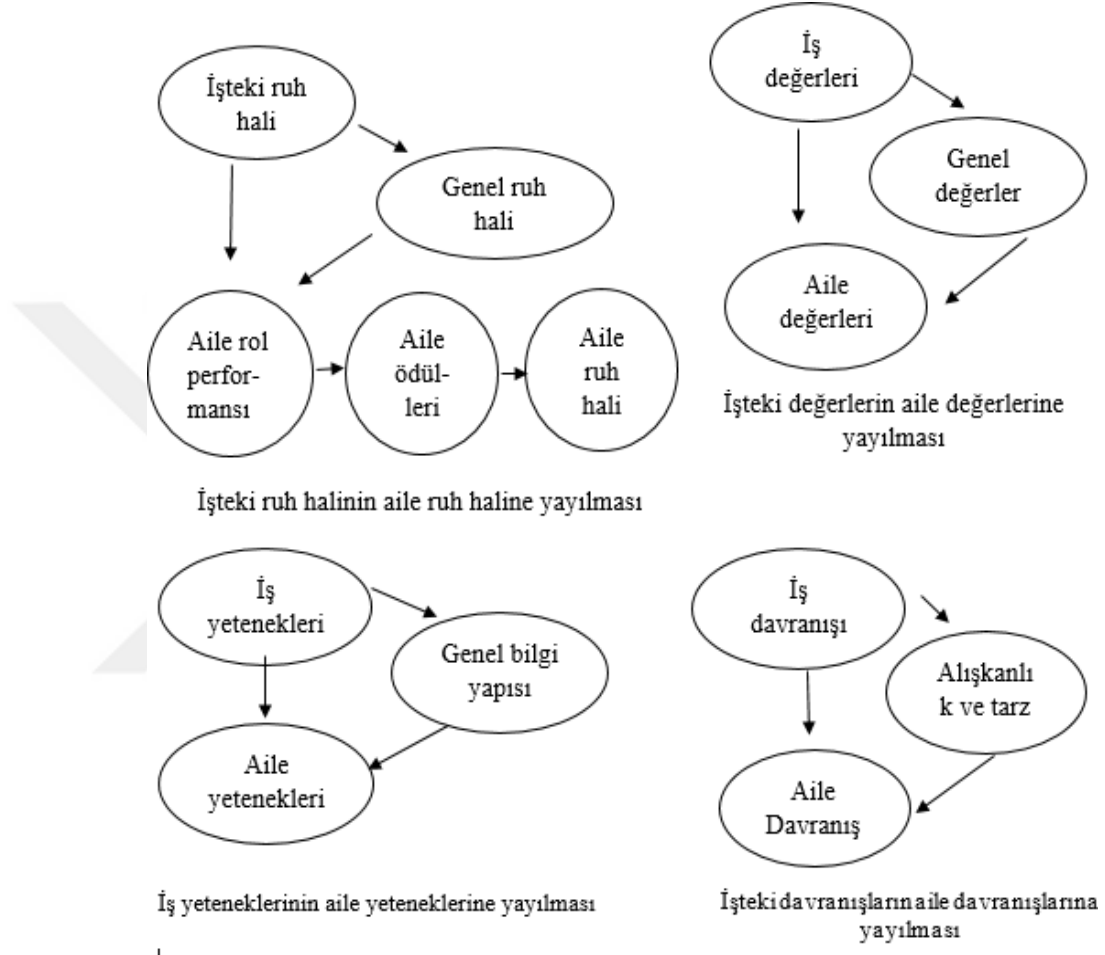 İşteki ruh
hali
Genel ruh
hali
Aile rol
perfor-
mansı
Aile
ödül-
leri
Aile
ruh
hali
İşteki ruh halinin aile ruh haline yayılması
İş
değerleri
Genel
değerler
Aile
değerleri
İşteki değerlerin aile değerlerine
yayılması
İş
yetenekleri
Genel bilgi
yapısı
Aile
yetenekleri
İş yeteneklerinin aile yeteneklerine yayılması
İş
davranışı
Alışkanlı
k ve tarz
Aile
Davranış
İşteki davranışların aile davranışlarına
yayılması